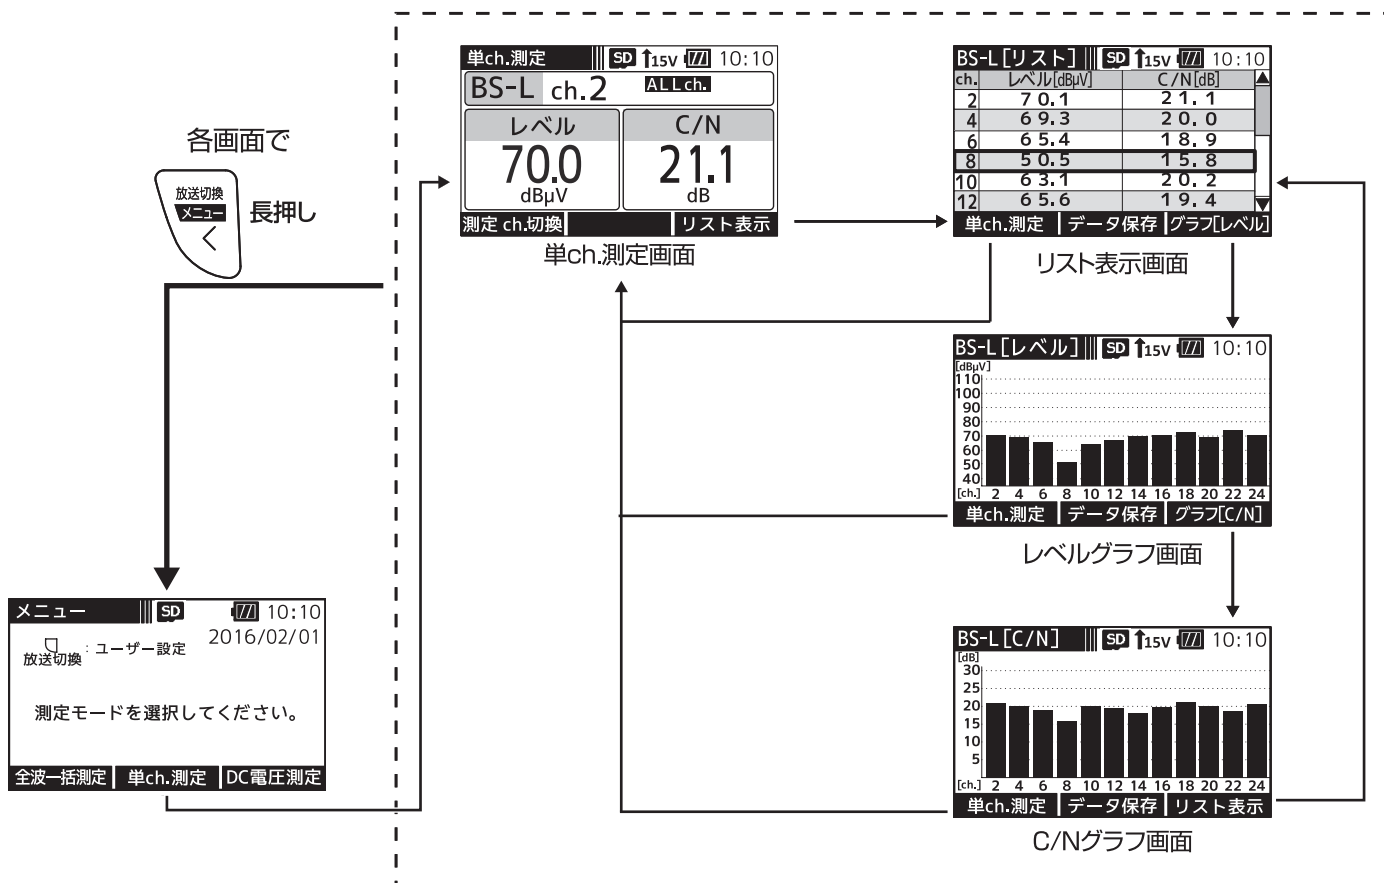 各画面で
放送切換
メニュー
長押し
単ch.測定 SD 15V 10:10
BS-L ch.2 ALL ch.
レベル C/N
70.0 21.1
dBμV dB
測定 ch.切換 リスト表示
単ch.測定画面
BS-L[リスト] SD 15V 10:10
ch. レベル[dBμV] C/N[dB]
2 70.1 21.1
4 69.3 20.0
6 65.4 18.9
8 50.5 15.8
10 63.1 20.2
12 65.6 19.4
単ch.測定 データ保存 グラフ[レベル]
リスト表示画面
BS-L[レベル] SD 15V 10:10
[dBμV]
110
100
90
80
70
60
50
40
[ch.] 2 4 6 8 10 12 14 16 18 20 22 24
単ch.測定 データ保存 グラフ[C/N]
レベルグラフ画面
BS-L[C/N] SD 15V 10:10
[dB]
30
25
20
15
10
5
[ch.] 2 4 6 8 10 12 14 16 18 20 22 24
単ch.測定 データ保存 リスト表示
C/Nグラフ画面
メニュー SD 10:10
2016/02/01
放送切換 : ユーザー設定
測定モードを選択してください。
全波一括測定 単ch.測定 DC電圧測定